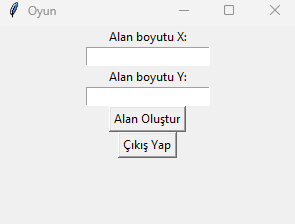 Oyun
Alan boyutu X:
Alan boyutu Y:
Alan Oluştur
Çıkış Yap